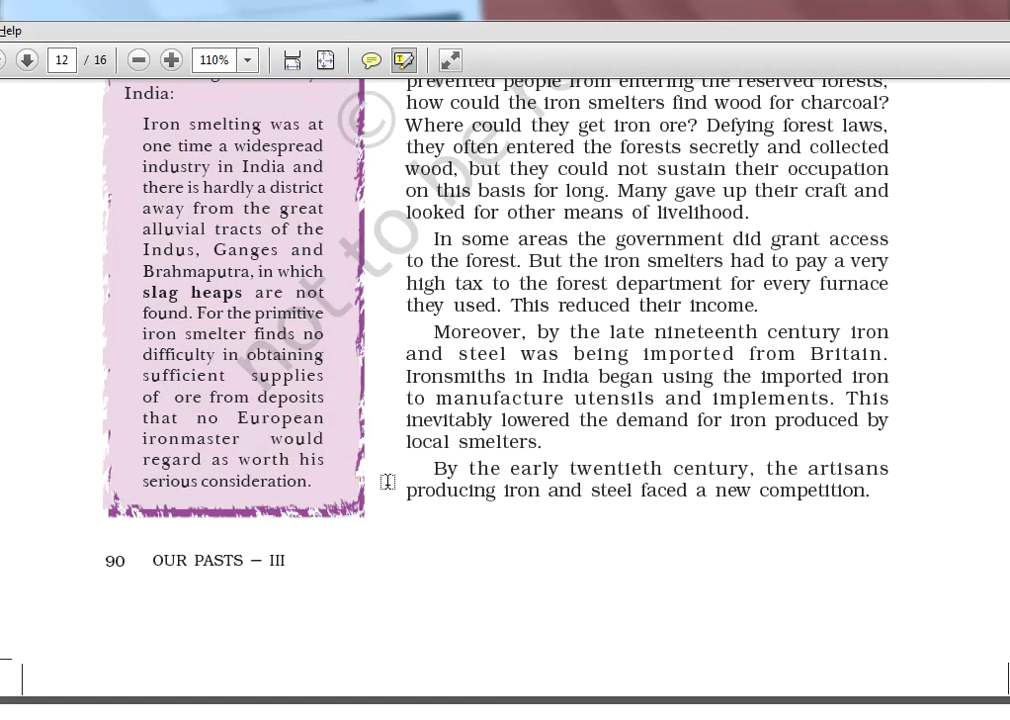 Help
12 / 16
110%
India:
Iron smelting was at
one time a widespread
industry in India and
there is hardly a district
away from the great
alluvial tracts of the
Indus, Ganges and
Brahmaputra, in which
slag heaps are not
found. For the primitive
iron smelter finds no
difficulty in obtaining
sufficient supplies
of ore from deposits
that no European
ironmaster would
regard as worth his
serious consideration.
prevented people from entering the reserved forests,
how could the iron smelters find wood for charcoal?
Where could they get iron ore? Defying forest laws,
they often entered the forests secretly and collected
wood, but they could not sustain their occupation
on this basis for long. Many gave up their craft and
looked for other means of livelihood.
In some areas the government did grant access
to the forest. But the iron smelters had to pay a very
high tax to the forest department for every furnace
they used. This reduced their income.
Moreover, by the late nineteenth century iron
and steel was being imported from Britain.
Ironsmiths in India began using the imported iron
to manufacture utensils and implements. This
inevitably lowered the demand for iron produced by
local smelters.
By the early twentieth century, the artisans
producing iron and steel faced a new competition.
© not to be
90 OUR PASTS – III